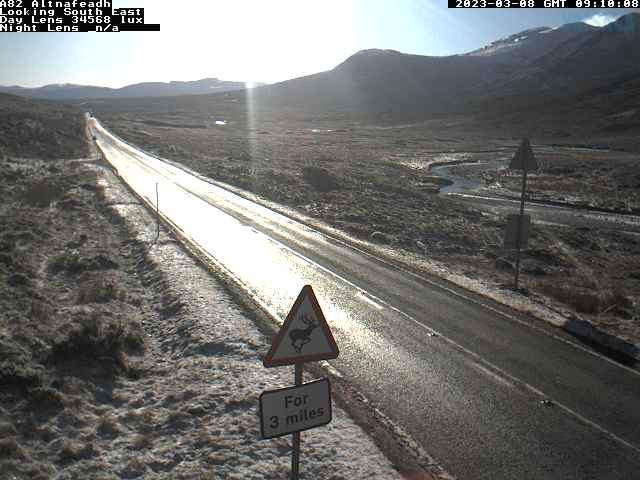 A82 Altnafeadh
Looking South East
Day Lens 34568 lux
Night Lens n/a
2023-03-08 GMT 09:10:08
For
3 miles